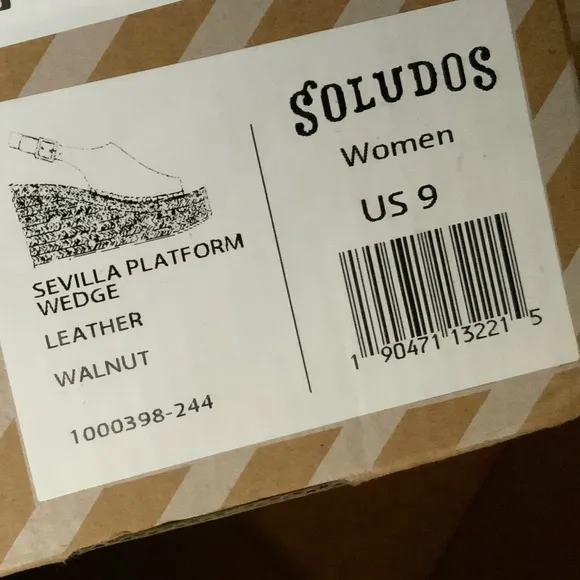 SEVILLA PLATFORM
WEDGE
LEATHER
WALNUT
1000398-244
SOLUDOS
Women
US 9
1 90471 13221 5